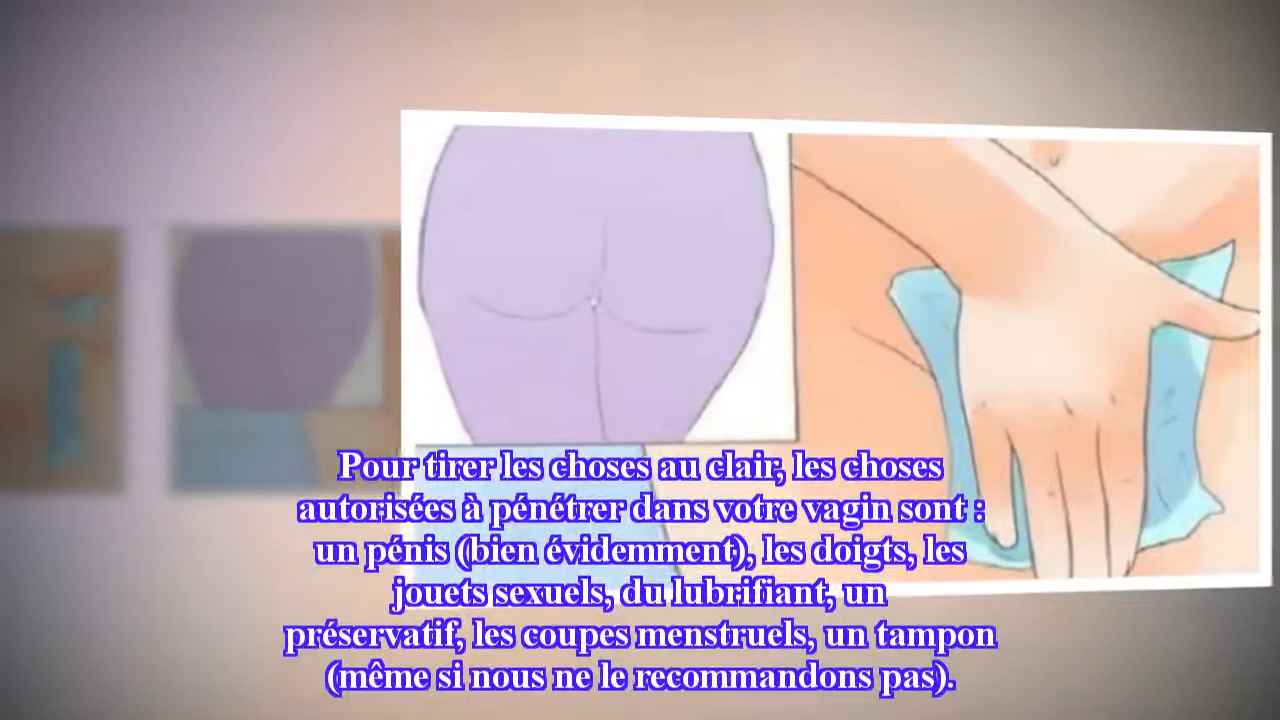 Pour tirer les choses au clair, les choses
autorisées à pénétrer dans votre vagin sont :
un pénis (bien évidemment), les doigts, les
jouets sexuels, du lubrifiant, un
préservatif, les coupes menstruels, un tampon
(même si nous ne le recommandons pas).